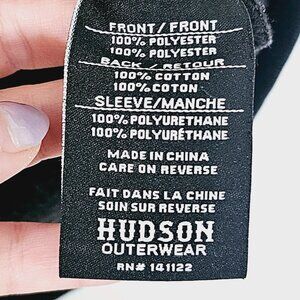 FRONT/FRONT
100% POLYESTER
100% POLYESTER
BACK/RETOUR
100% COTTON
100% COTON
SLEEVE/MANCHE
100% POLYURETHANE
100% POLYURETHANE
MADE IN CHINA
CARE ON REVERSE
FAIT DANS LA CHINE
SOIN SUR REVERSE
HUDSON
OUTERWEAR
RN# 141122